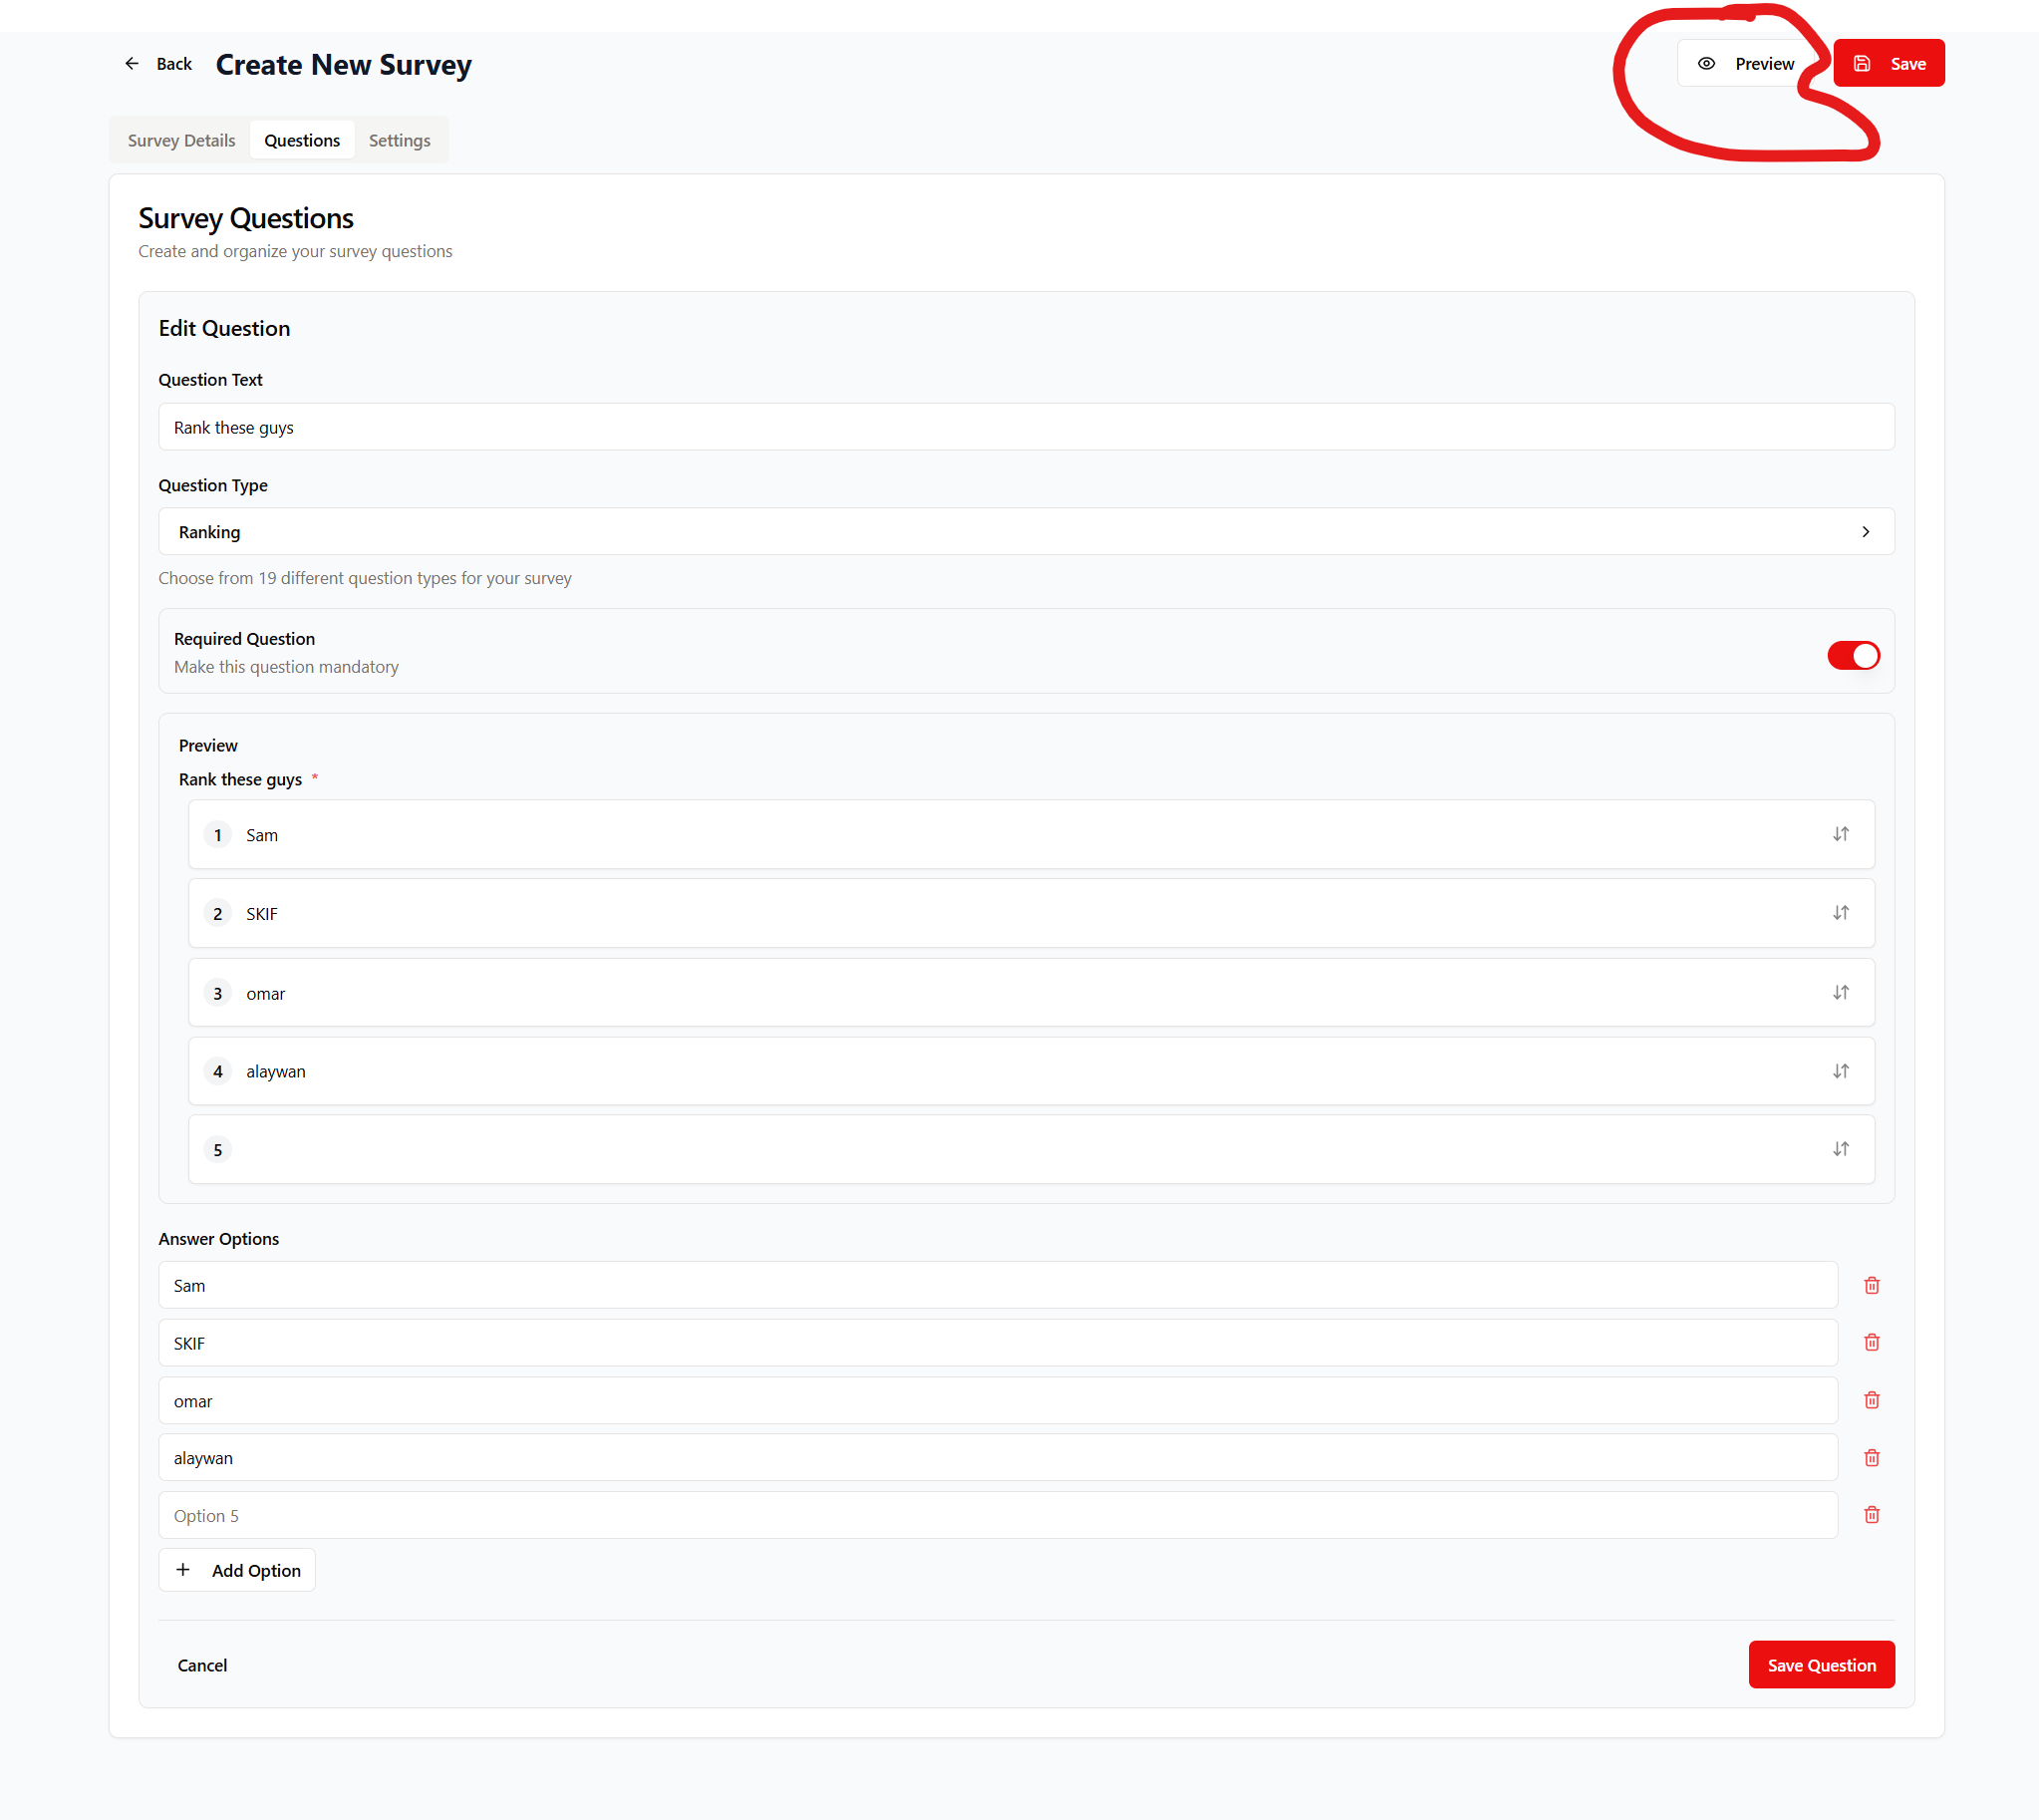 Back Create New Survey Preview Save
Survey Details Questions Settings
Survey Questions
Create and organize your survey questions
Edit Question
Question Text
Rank these guys
Question Type
Ranking
Choose from 19 different question types for your survey
Required Question
Make this question mandatory
Preview
Rank these guys *
1 Sam
2 SKIF
3 omar
4 alaywan
5
Answer Options
Sam
SKIF
omar
alaywan
Option 5
Add Option
Cancel Save Question